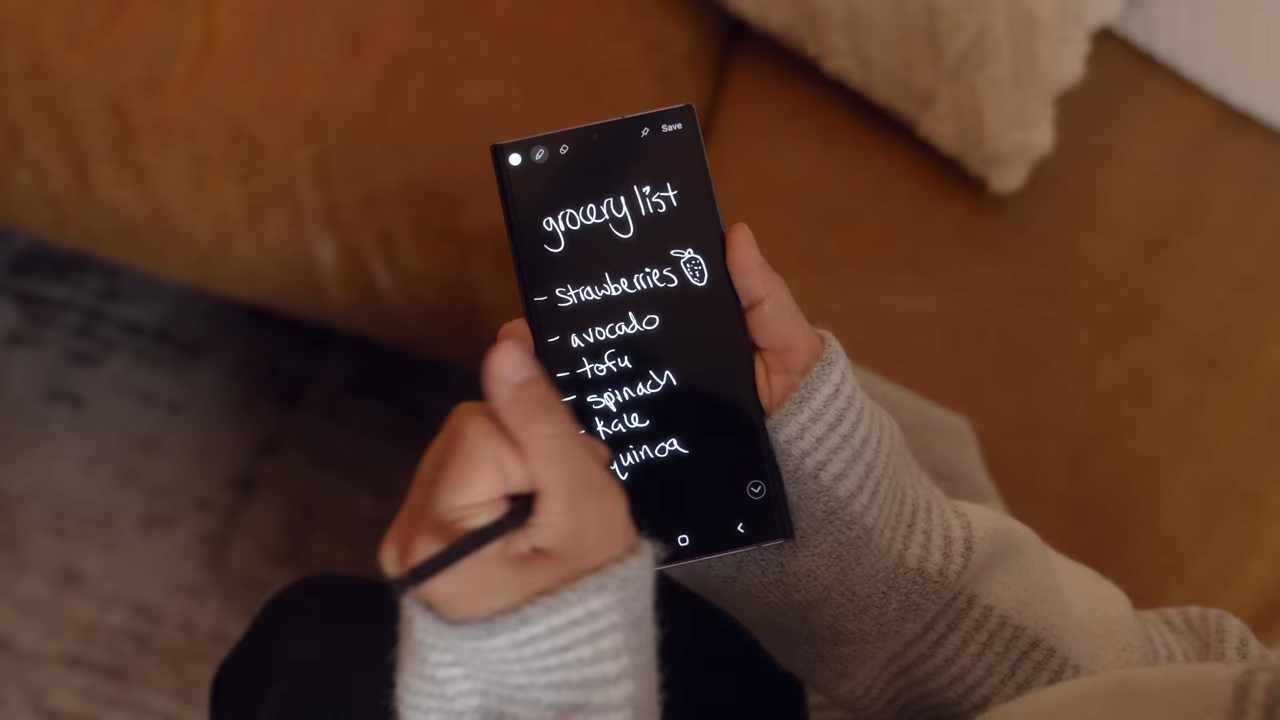 Save
grocery list
- strawberries
- avocado
- tofu
- spinach
- kale
quinoa